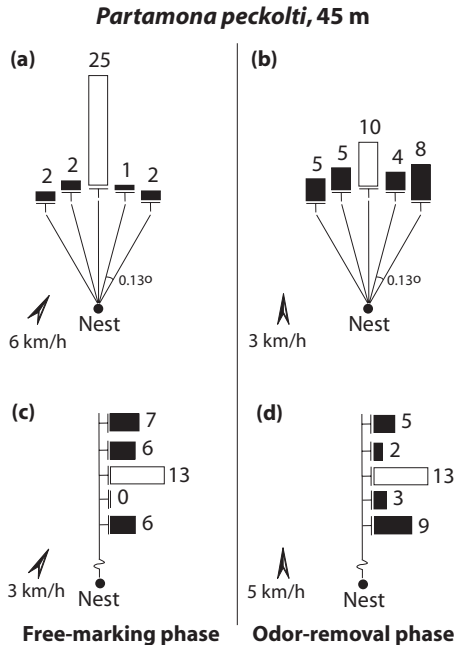 Partamona peckolti, 45 m
(a)
25
2
2
1
2
0.13o
6 km/h
Nest
(b)
10
5
5
4
8
0.13o
3 km/h
Nest
(c)
7
6
13
0
6
3 km/h
Nest
(d)
5
2
13
3
9
5 km/h
Nest
Free-marking phase
Odor-removal phase